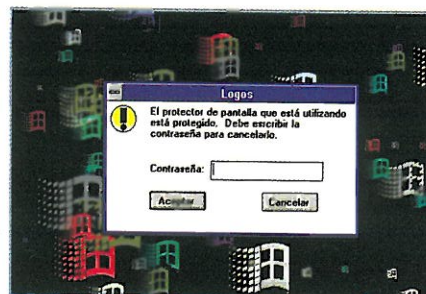 Logos
El protector de pantalla que está utilizando
está protegido. Debe escribir la
contraseña para cancelarlo.
Contraseña:
Aceptar
Cancelar